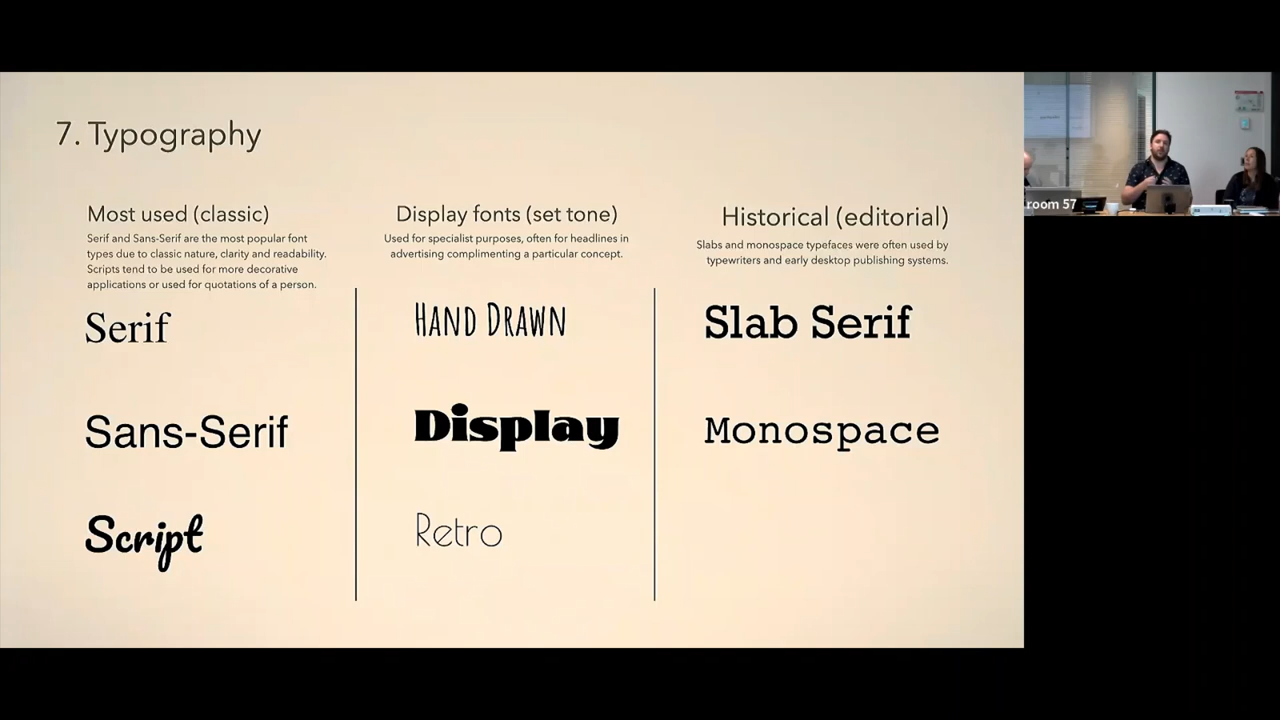 7. Typography
Most used (classic)
Serif and Sans-Serif are the most popular font
types due to classic nature, clarity and readability.
Scripts tend to be used for more decorative
applications or used for quotations of a person.
Serif
Sans-Serif
Script
Display fonts (set tone)
Used for specialist purposes, often for headlines in
advertising complimenting a particular concept.
Hand Drawn
Display
Retro
Historical (editorial)
Slabs and monospace typefaces were often used by
typewriters and early desktop publishing systems.
Slab Serif
Monospace
room 57